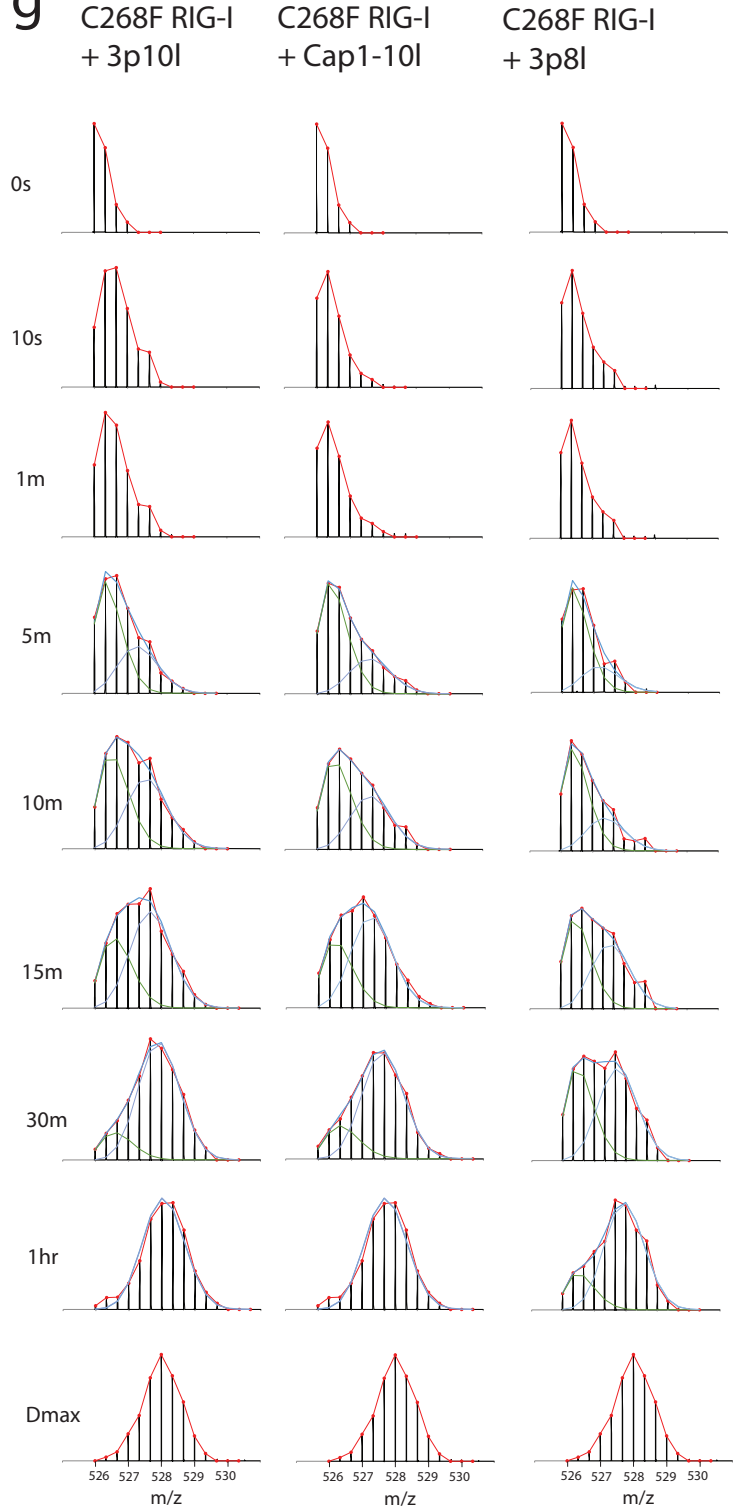 g
C268F RIG-I
+ 3p10l
C268F RIG-I
+ Cap1-10l
C268F RIG-I
+ 3p8l
0s
10s
1m
5m
10m
15m
30m
1hr
Dmax
526 527 528 529 530
526 527 528 529 530
526 527 528 529 530
m/z
m/z
m/z